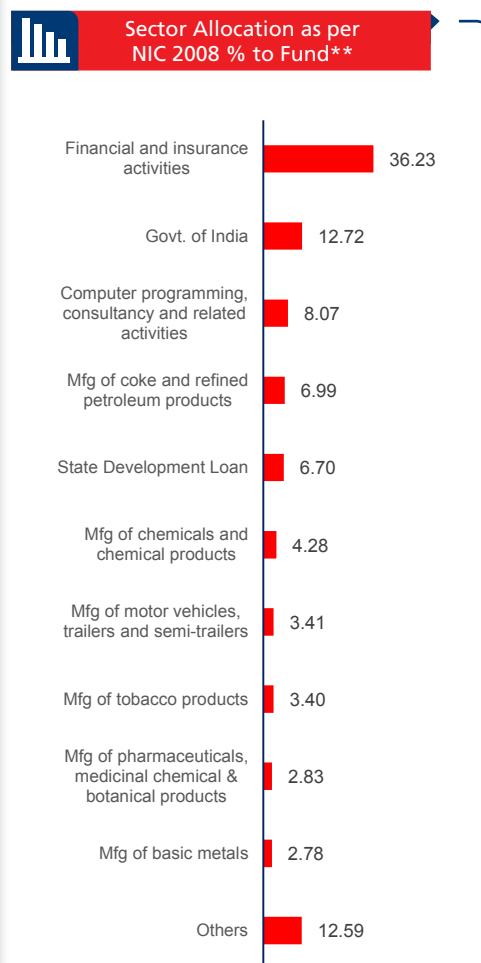 Sector Allocation as per
NIC 2008 % to Fund**
Financial and insurance
activities
36.23
Govt. of India
12.72
Computer programming,
consultancy and related
activities
8.07
Mfg of coke and refined
petroleum products
6.99
State Development Loan
6.70
Mfg of chemicals and
chemical products
4.28
Mfg of motor vehicles,
trailers and semi-trailers
3.41
Mfg of tobacco products
3.40
Mfg of pharmaceuticals,
medicinal chemical &
botanical products
2.83
Mfg of basic metals
2.78
Others
12.59